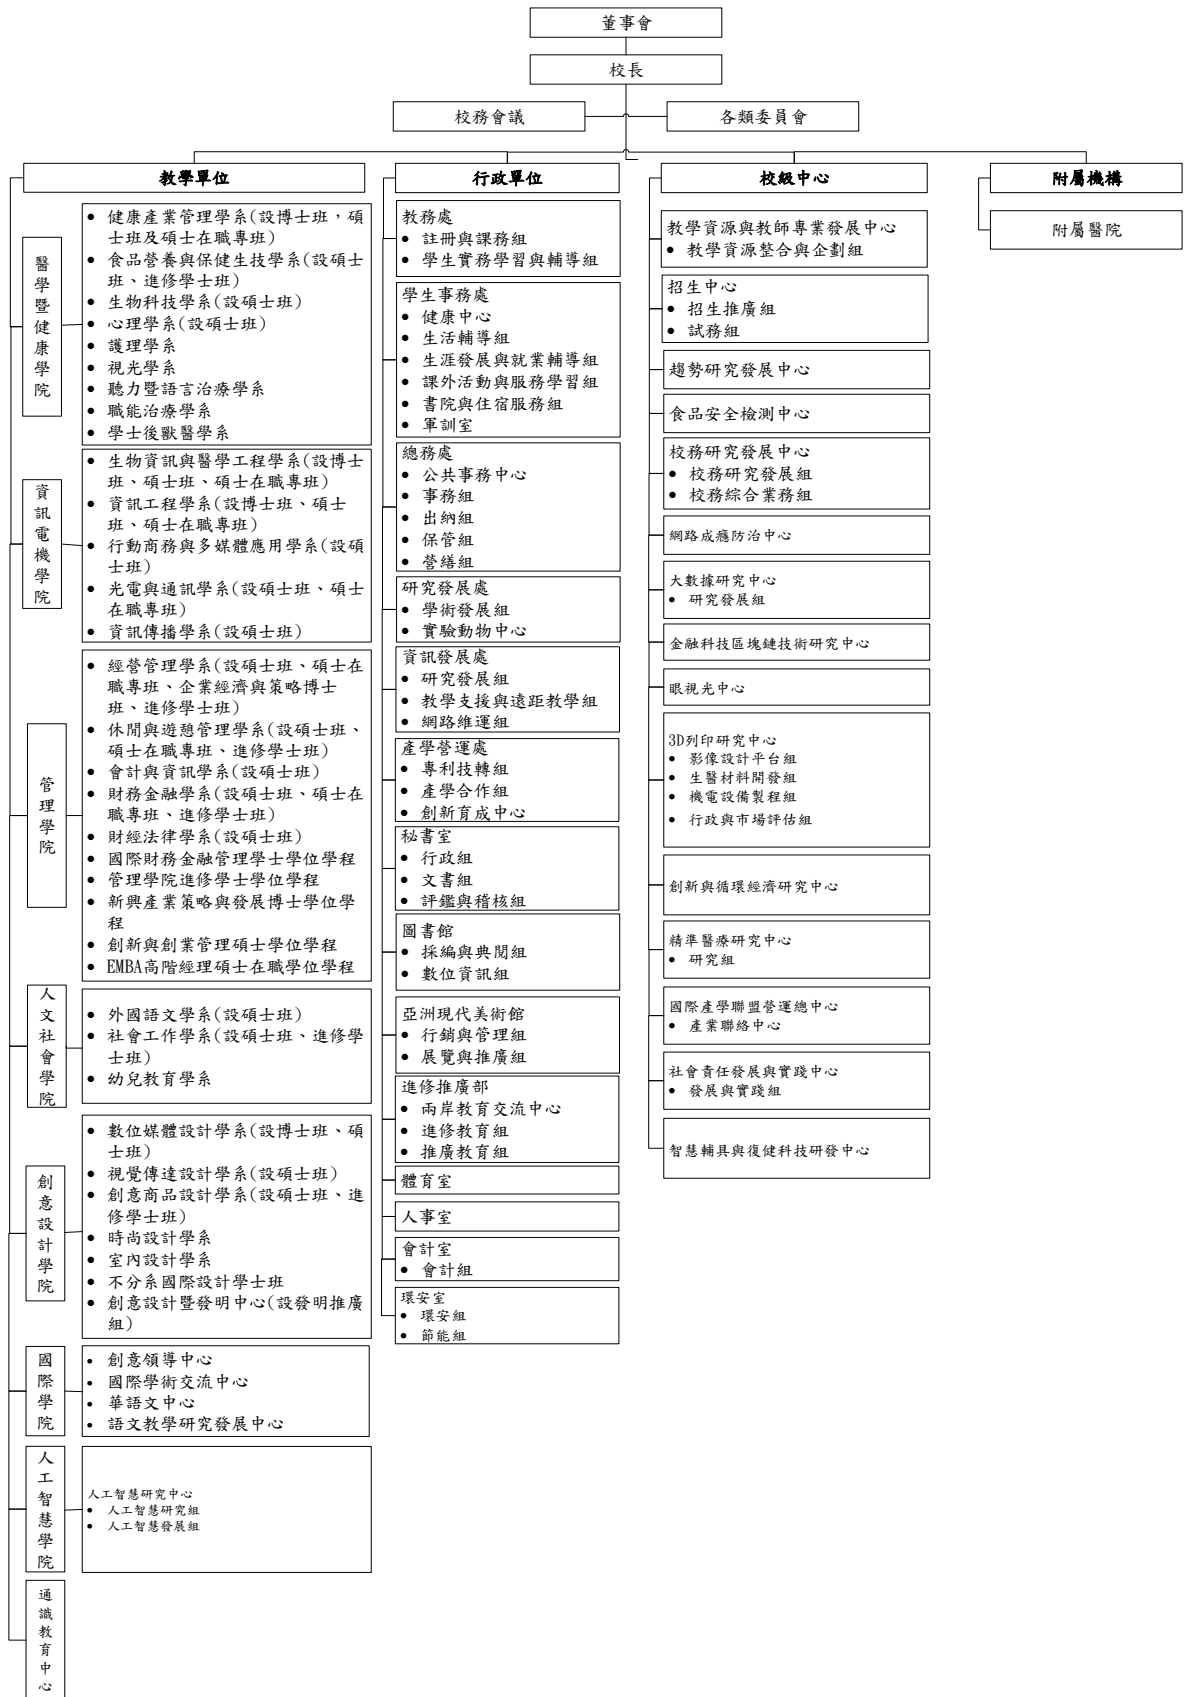 董事會
校長
校務會議
各類委員會
教學單位
醫學暨健康學院
• 健康產業管理學系(設博士班，碩
士班及碩士在職專班)
• 食品營養與保健生技學系(設碩士
班、進修學士班)
• 生物科技學系(設碩士班)
• 心理學系(設碩士班)
• 護理學系
• 視光學系
• 聽力暨語言治療學系
• 職能治療學系
• 學士後獸醫學系
資訊電機學院
• 生物資訊與醫學工程學系(設博士
班、碩士班、碩士在職專班)
• 資訊工程學系(設博士班、碩士
班、碩士在職專班)
• 行動商務與多媒體應用學系(設碩
士班)
• 光電與通訊學系(設碩士班、碩士
在職專班)
• 資訊傳播學系(設碩士班)
管理學院
• 經營管理學系(設碩士班、碩士在
職專班、企業經濟與策略博士
班、進修學士班)
• 休閒與遊憩管理學系(設碩士班、
碩士在職專班、進修學士班)
• 會計與資訊學系(設碩士班)
• 財務金融學系(設碩士班、碩士在
職專班、進修學士班)
• 財經法律學系(設碩士班)
• 國際財務金融管理學士學位學程
• 管理學院進修學士學位學程
• 新興產業策略與發展博士學位學
程
• 創新與創業管理碩士學位學程
• EMBA高階經理碩士在職學位學程
人文社會學院
• 外國語文學系(設碩士班)
• 社會工作學系(設碩士班、進修學
士班)
• 幼兒教育學系
創意設計學院
• 數位媒體設計學系(設博士班、碩
士班)
• 視覺傳達設計學系(設碩士班)
• 創意商品設計學系(設碩士班、進
修學士班)
• 時尚設計學系
• 室內設計學系
• 不分系國際設計學士班
• 創意設計暨發明中心(設發明推廣
組)
國際學院
• 創意領導中心
• 國際學術交流中心
• 華語文中心
• 語文教學研究發展中心
人工智慧學院
人工智慧研究中心
• 人工智慧研究組
• 人工智慧發展組
通識教育中心
行政單位
教務處
• 註冊與課務組
• 學生實務學習與輔導組
學生事務處
• 健康中心
• 生活輔導組
• 生涯發展與就業輔導組
• 課外活動與服務學習組
• 書院與住宿服務組
• 軍訓室
總務處
• 公共事務中心
• 事務組
• 出納組
• 保管組
• 營繕組
研究發展處
• 學術發展組
• 實驗動物中心
資訊發展處
• 研究發展組
• 教學支援與遠距教學組
• 網路維運組
產學營運處
• 專利技轉組
• 產學合作組
• 創新育成中心
秘書室
• 行政組
• 文書組
• 評鑑與稽核組
圖書館
• 採編與典閱組
• 數位資訊組
亞洲現代美術館
• 行銷與管理組
• 展覽與推廣組
進修推廣部
• 兩岸教育交流中心
• 進修教育組
• 推廣教育組
體育室
人事室
會計室
• 會計組
環安室
• 環安組
• 節能組
校級中心
教學資源與教師專業發展中心
• 教學資源整合與企劃組
招生中心
• 招生推廣組
• 試務組
趨勢研究發展中心
食品安全檢測中心
校務研究發展中心
• 校務研究發展組
• 校務綜合業務組
網路成癮防治中心
大數據研究中心
• 研究發展組
金融科技區塊鏈技術研究中心
眼視光中心
3D列印研究中心
• 影像設計平台組
• 生醫材料開發組
• 機電設備製程組
• 行政與市場評估組
創新與循環經濟研究中心
精準醫療研究中心
• 研究組
國際產學聯盟營運總中心
• 產業聯絡中心
社會責任發展與實踐中心
• 發展與實踐組
智慧輔具與復健科技研發中心
附屬機構
附屬醫院